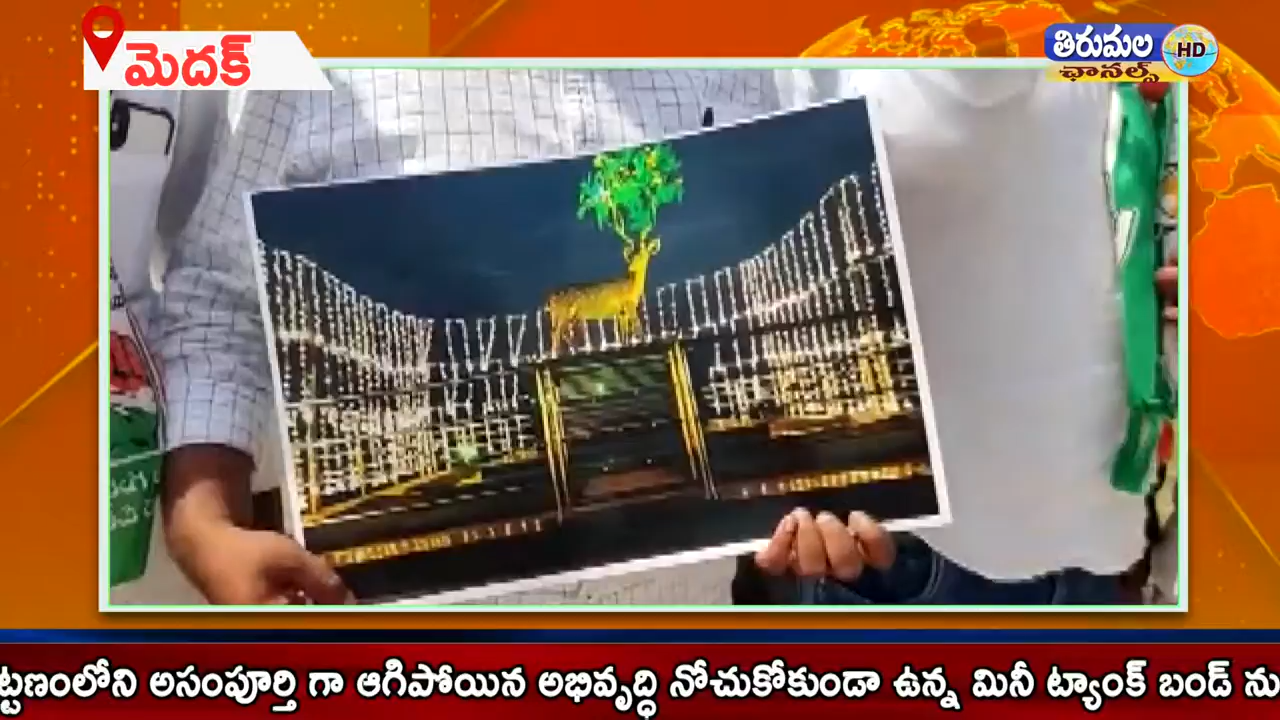 మెదక్
తిరుమల
ఛానల్స్
HD
ట్టణంలోని అసంపూర్తి గా ఆగిపోయిన అభివృద్ధి నోచుకోకుండా ఉన్న మినీ ట్యాంక్ బండ్ ను